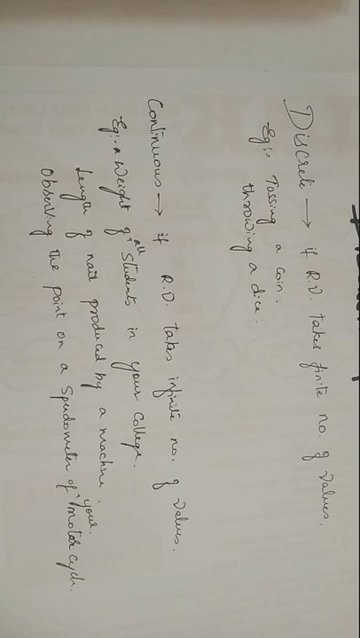 Discrete → if R.V takes finite no. of values.
Eg:- Tossing a coin.
throwing a dice.
Continuous → if R.V. takes infinite no. of values.
Eg:- a Weight of all students in your college.
Length of nail produced by a machine.
Observing the point on a Speedometer of your motor cycle.